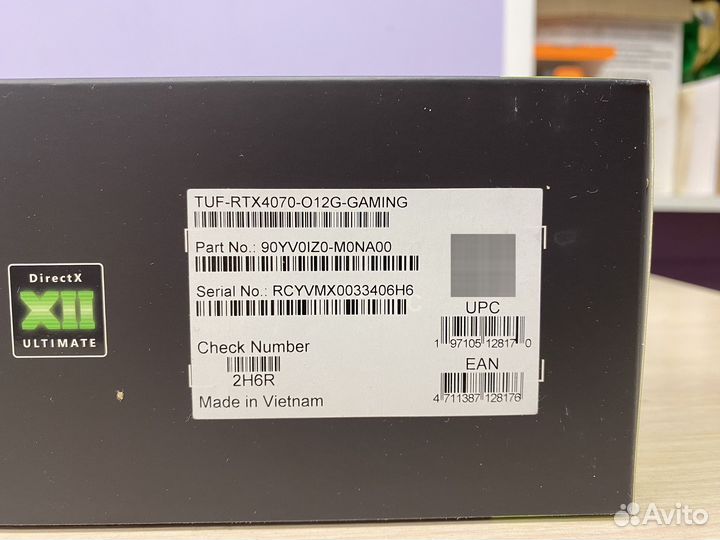 TUF-RTX4070-O12G-GAMING
Part No.: 90YV0IZ0-M0NA00
Serial No.: RCYVMX0033406H6
UPC
1 97105 12817 0
Check Number
2H6R
EAN
4 711387 128176
Made in Vietnam
DirectX
XII
ULTIMATE
Avito